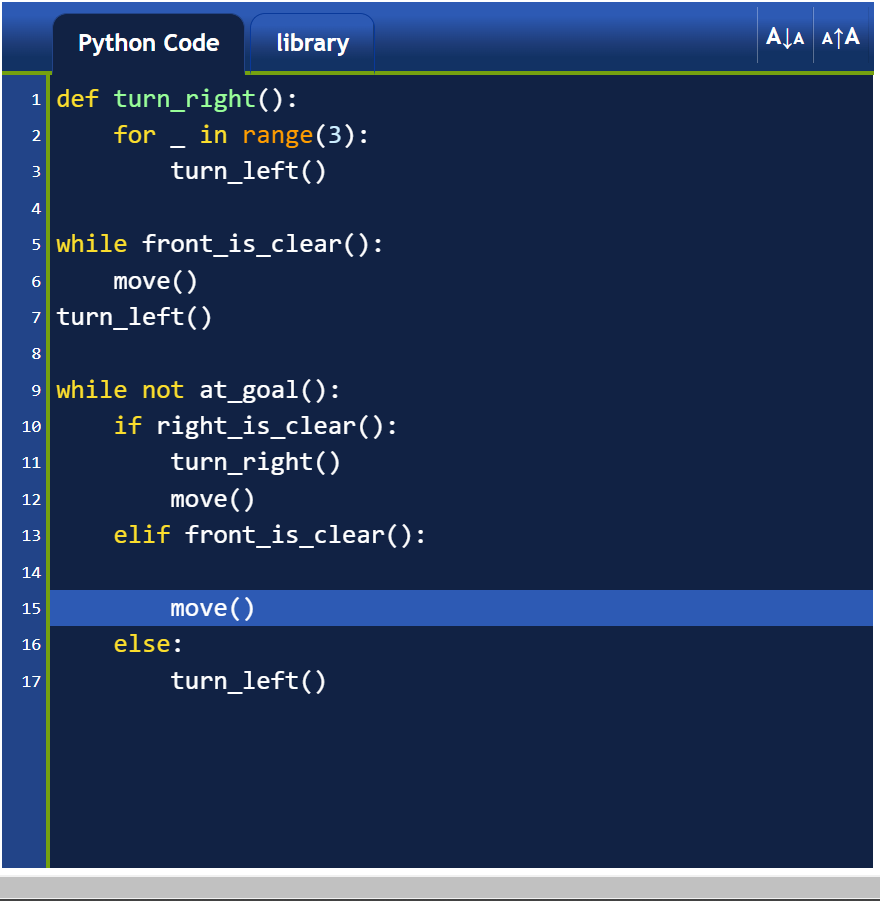 Python Code library A↓A A↑A
1 def turn_right():
2     for _ in range(3):
3         turn_left()
4
5 while front_is_clear():
6     move()
7 turn_left()
8
9 while not at_goal():
10     if right_is_clear():
11         turn_right()
12         move()
13     elif front_is_clear():
14
15         move()
16     else:
17         turn_left()